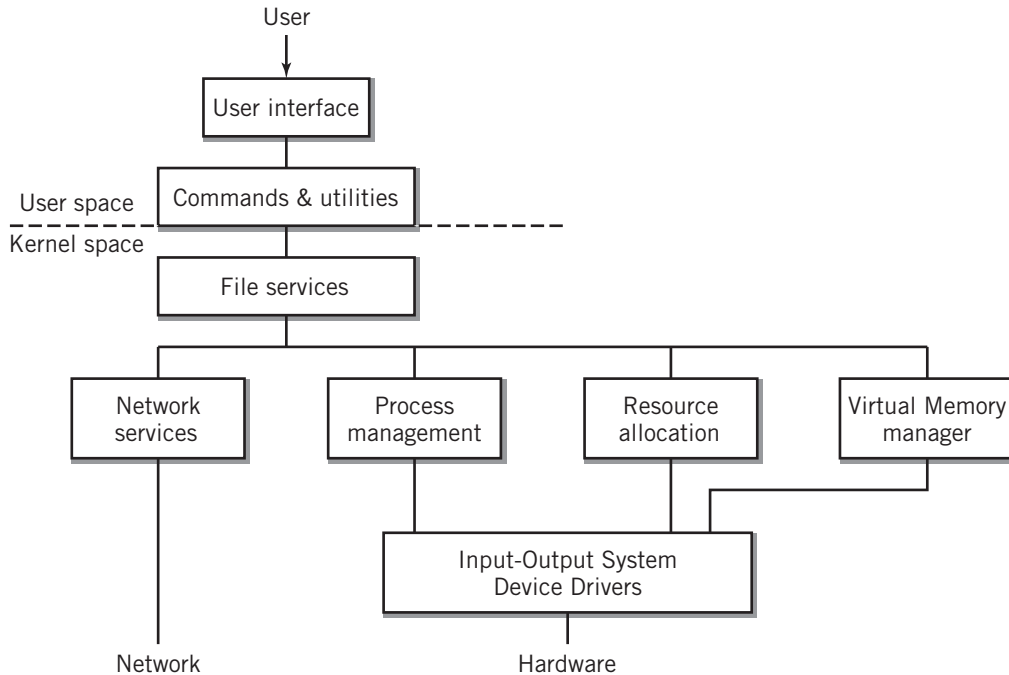 User
User interface
Commands & utilities
User space
Kernel space
File services
Network
services
Process
management
Resource
allocation
Virtual Memory
manager
Input-Output System
Device Drivers
Network
Hardware